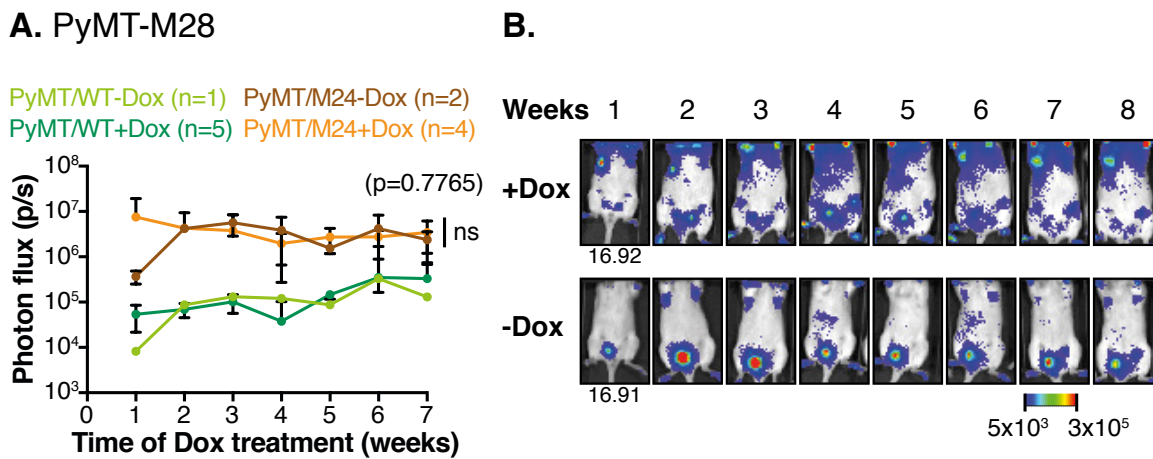 A. PyMT-M28
PyMT/WT-Dox (n=1) PyMT/M24-Dox (n=2)
PyMT/WT+Dox (n=5) PyMT/M24+Dox (n=4)
Photon flux (p/s)
10⁸
10⁷
10⁶
10⁵
10⁴
10³
(p=0.7765)
ns
0 1 2 3 4 5 6 7
Time of Dox treatment (weeks)
B.
Weeks 1 2 3 4 5 6 7 8
+Dox
16.92
-Dox
16.91
5x10³ 3x10⁵